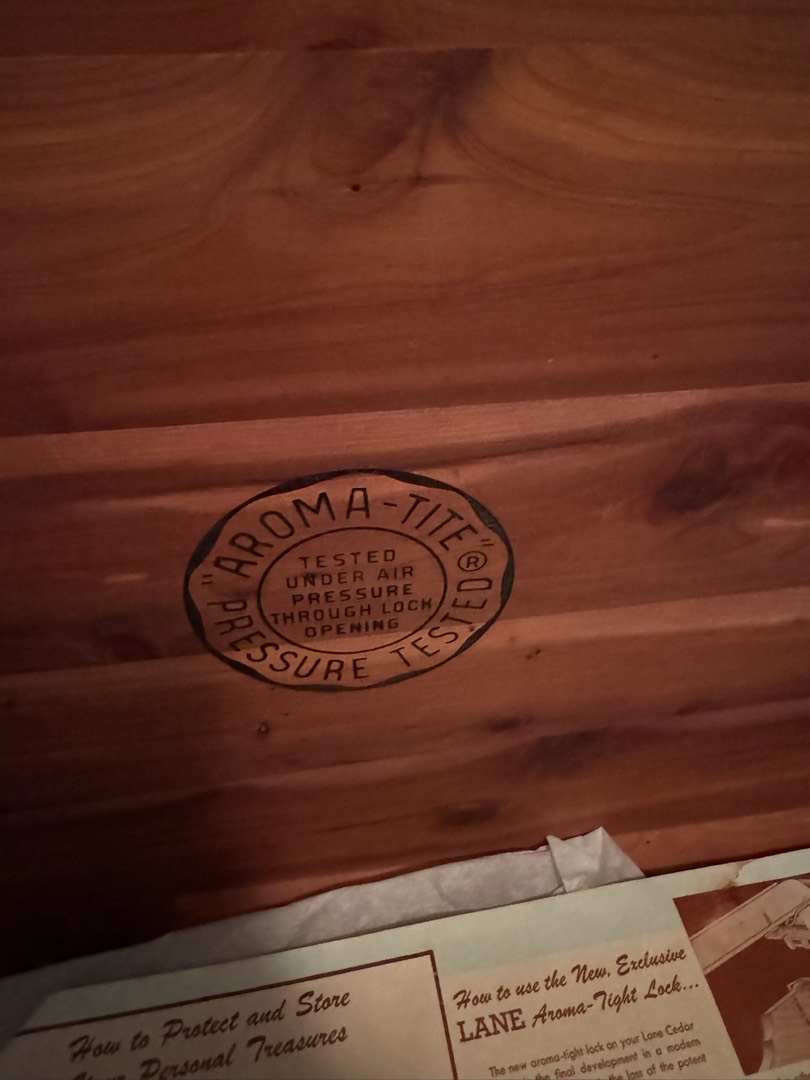 "AROMA-TITE"®
TESTED
UNDER AIR
PRESSURE
THROUGH LOCK
OPENING
PRESSURE TESTED
How to Protect and Store
Your Personal Treasures
How to use the New, Exclusive
LANE Aroma-Tight Lock...
The new aroma-tight lock on your Lane Cedar
the final development in a modern
the loss of the potent